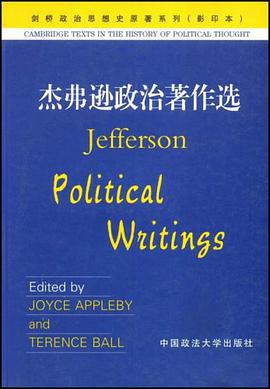 剑桥政治思想史原著系列(影印本)
CAMBRIDGE TEXTS IN THE HISTORY OF POLITICAL THOUGHT
杰弗逊政治著作选
Jefferson
Political
Writings
Edited by
JOYCE APPLEBY
and
TERENCE BALL
中国政法大学出版社